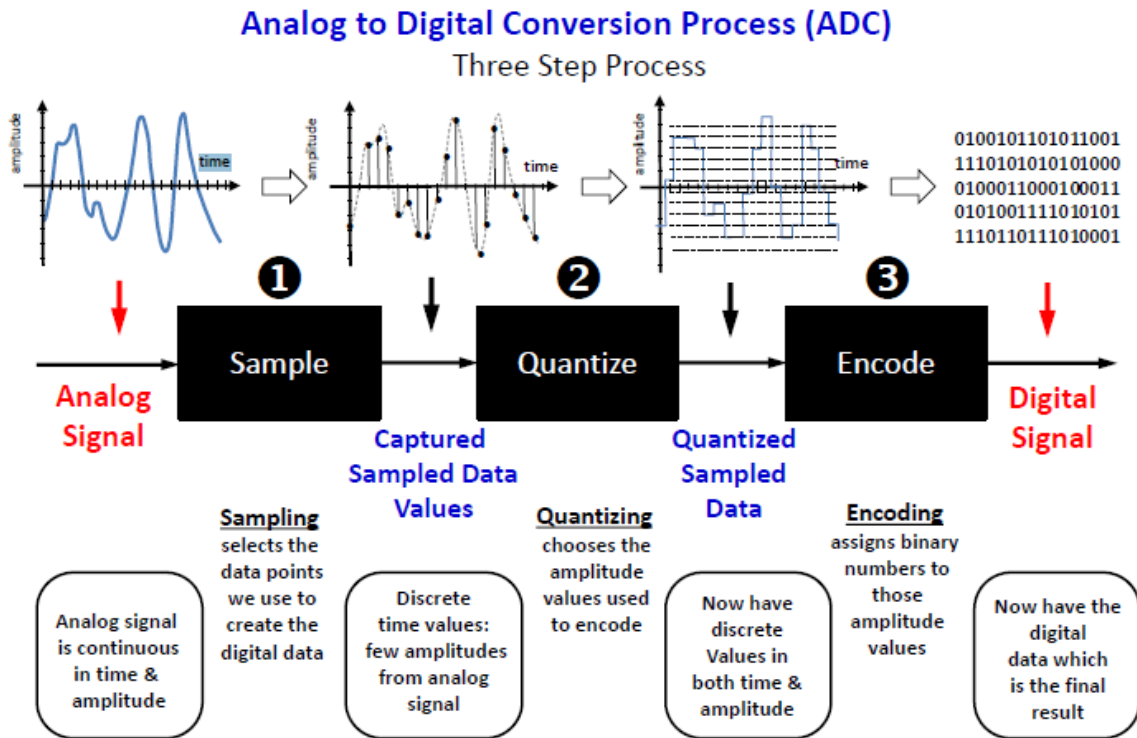 Analog to Digital Conversion Process (ADC)
Three Step Process
amplitude
time
amplitude
time
amplitude
time
0100101101011001
1110101010101000
0100011000100011
0101001111010101
1110110111010001
1
2
3
Sample
Quantize
Encode
Analog
Signal
Captured
Sampled Data
Values
Quantized
Sampled
Data
Digital
Signal
Sampling
selects the
data points
we use to
create the
digital data
Quantizing
chooses the
amplitude
values used
to encode
Encoding
assigns binary
numbers to
those
amplitude
values
Analog signal
is continuous
in time &
amplitude
Discrete
time values:
few amplitudes
from analog
signal
Now have
discrete
Values in
both time &
amplitude
Now have the
digital
data which
is the final
result